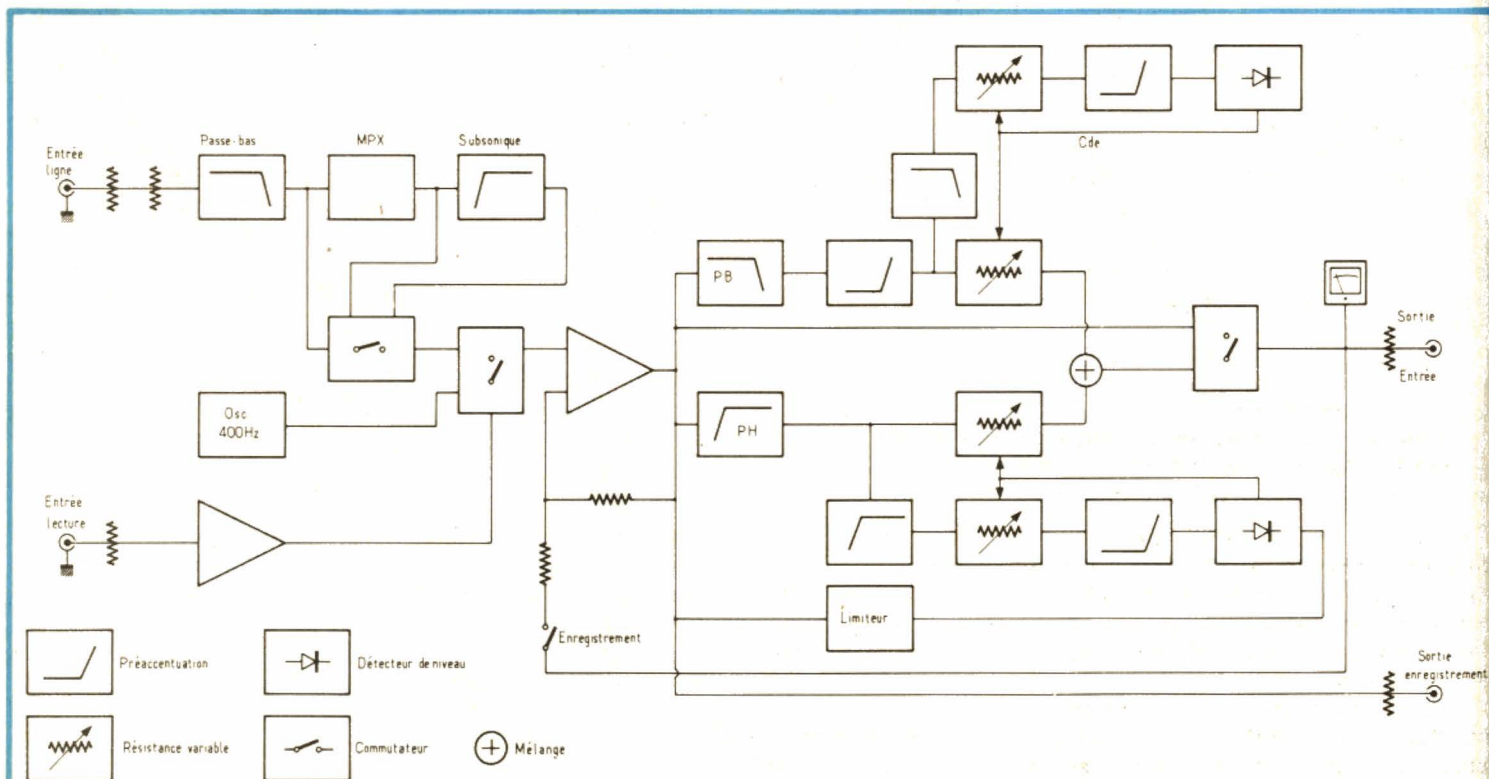 Cde
Passe-bas
MPX
Subsonique
Entrée
ligne
PB
Sortie
Entrée
Osc
400Hz
PH
Entrée
lecture
Limiteur
Enregistrement
Préaccentuation
Détecteur de niveau
Sortie
enregistrement
Résistance variable
Commutateur
Mélange